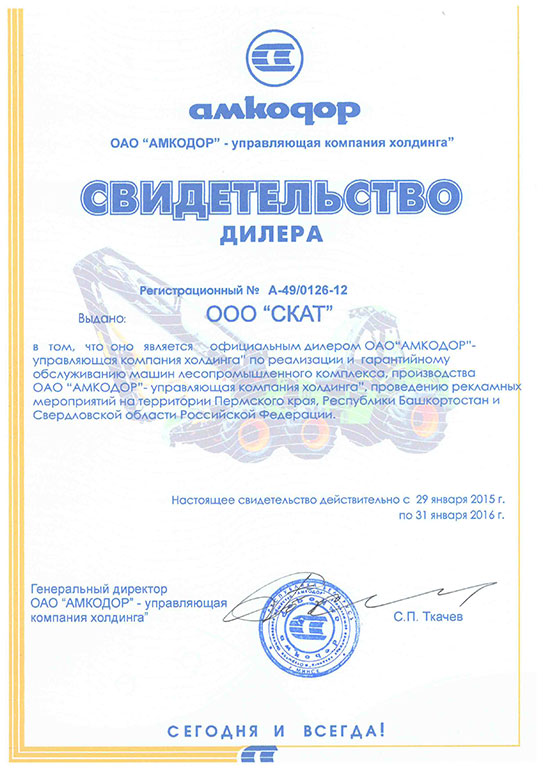 амкодор
ОАО “АМКОДОР” - управляющая компания холдинга”
СВИДЕТЕЛЬСТВО
ДИЛЕРА
Регистрационный № А-49/0126-12
Выдано: ООО “СКАТ”
в том, что оно является официальным дилером ОАО“АМКОДОР”-
управляющая компания холдинга” по реализации и гарантийному
обслуживанию машин лесопромышленного комплекса, производства
ОАО “АМКОДОР”- управляющая компания холдинга”, проведению рекламных
мероприятий на территории Пермского края, Республики Башкортостан и
Свердловской области Российской Федерации.
Настоящее свидетельство действительно с 29 января 2015 г.
по 31 января 2016 г.
Генеральный директор
ОАО “АМКОДОР” - управляющая
компания холдинга”
С.П. Ткачев
амкодор
СЕГОДНЯ И ВСЕГДА!